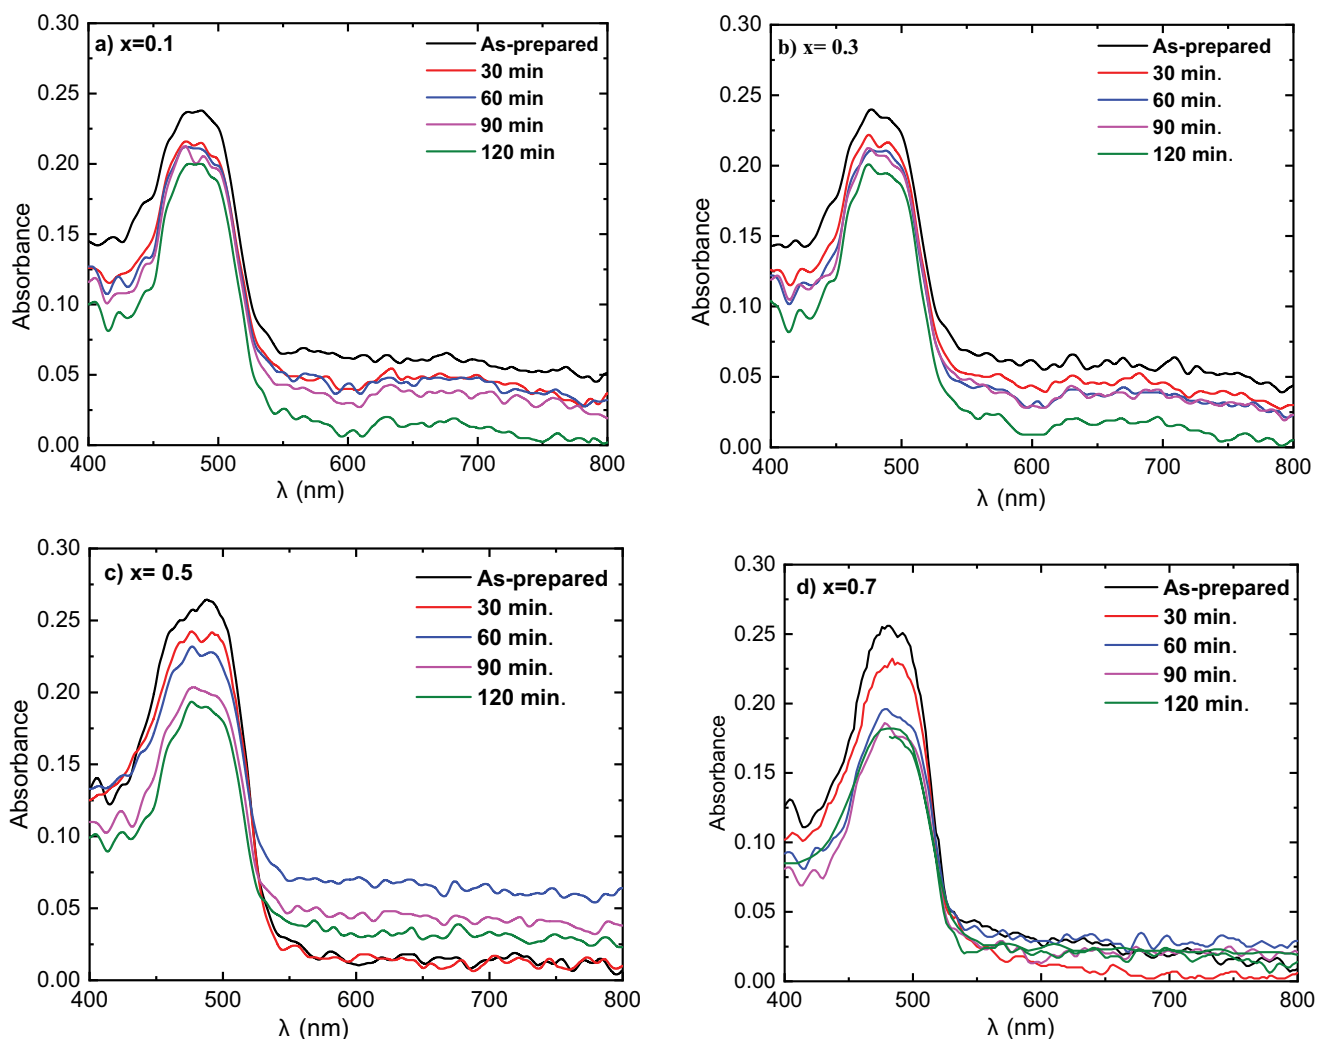 a) x=0.1
As-prepared
30 min
60 min
90 min
120 min
0.30
0.25
0.20
0.15
0.10
0.05
0.00
Absorbance
400 500 600 700 800
λ (nm)
b) x= 0.3
As-prepared
30 min.
60 min.
90 min.
120 min.
0.30
0.25
0.20
0.15
0.10
0.05
0.00
Absorbance
400 500 600 700 800
λ (nm)
c) x= 0.5
As-prepared
30 min.
60 min.
90 min.
120 min.
0.30
0.25
0.20
0.15
0.10
0.05
0.00
Absorbance
400 500 600 700 800
λ (nm)
d) x=0.7
As-prepared
30 min.
60 min.
90 min.
120 min.
0.30
0.25
0.20
0.15
0.10
0.05
0.00
Absorbance
400 500 600 700 800
λ (nm)